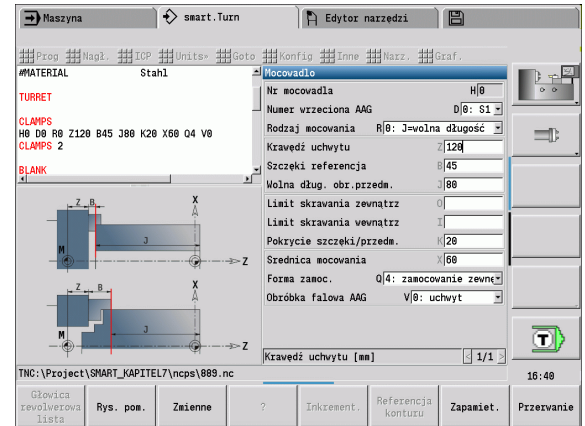 Maszyna
smart.Turn
Edytor narzędzi
Prog Nagł. ICP Units» Goto Konfig Inne Narz. Graf.
#MATERIAL Stahl
TURRET
CLAMPS
H0 D0 R0 Z120 B45 J80 K20 X60 Q4 V0
CLAMPS 2
BLANK
Mocowadlo
Nr mocowadla H 0
Numer wrzeciona AAG D 0: S1
Rodzaj mocowania R 0: J=wolna długość
Krawędź uchwytu Z 120
Szczęki referencja B 45
Wolna dług. obr.przedm. J 80
Limit skrawania zewnątrz O
Limit skrawania wewnątrz I
Pokrycie szczęki/przedm. K 20
Srednica mocowania X 60
Forma zamoc. Q 4: zamocowanie zewnę
Obróbka falowa AAG V 0: uchwyt
Krawędź uchwytu [mm] < 1/1 >
Z B X
J
M
Z
Z B X
J
M
Z
TNC:\Project\SMART_KAPITEL7\ncps\889.nc
T
16:40
Głowica rewolwerowa lista
Rys. pom.
Zmienne
?
Inkrement.
Referencja konturu
Zapamiet.
Przerwanie